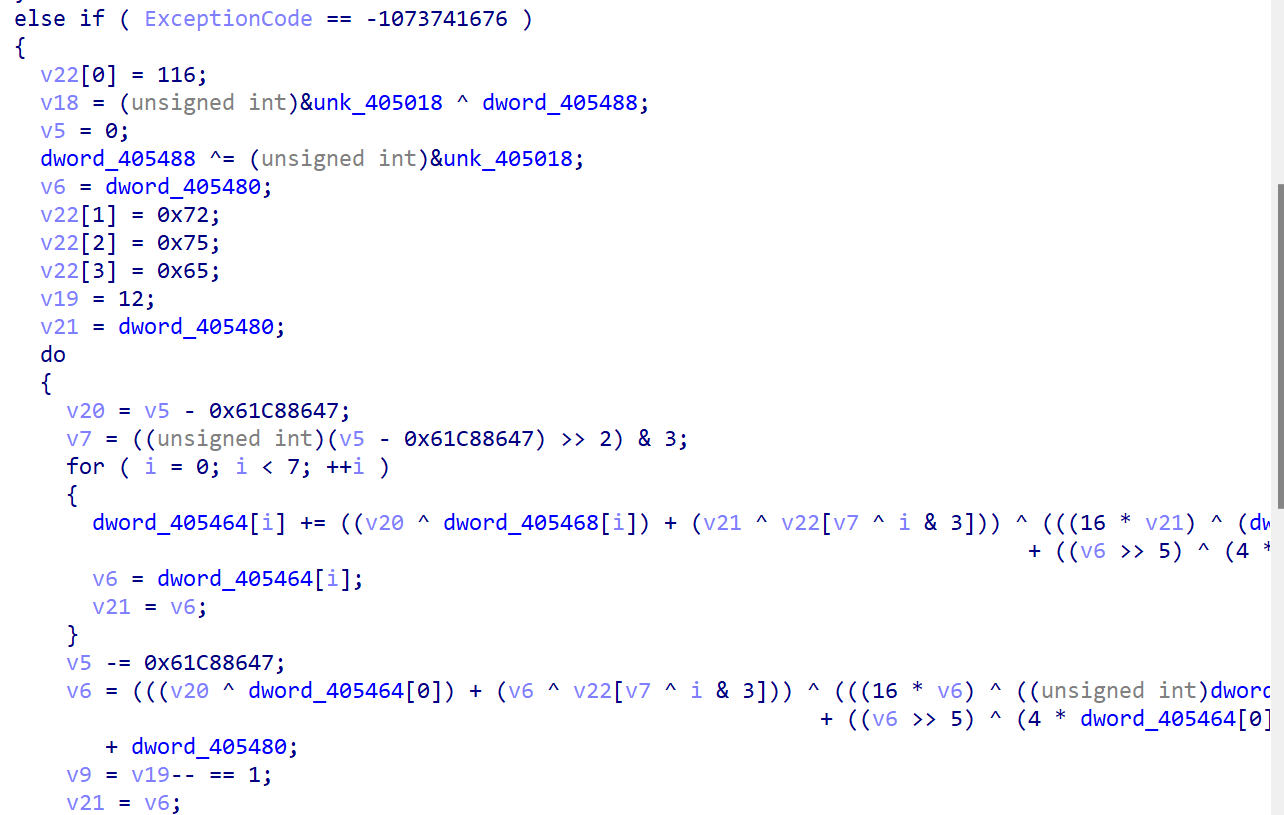 else if ( ExceptionCode == -1073741676 )
{
v22[0] = 116;
v18 = (unsigned int)&unk_405018 ^ dword_405488;
v5 = 0;
dword_405488 ^= (unsigned int)&unk_405018;
v6 = dword_405480;
v22[1] = 0x72;
v22[2] = 0x75;
v22[3] = 0x65;
v19 = 12;
v21 = dword_405480;
do
{
v20 = v5 - 0x61C88647;
v7 = ((unsigned int)(v5 - 0x61C88647) >> 2) & 3;
for ( i = 0; i < 7; ++i )
{
dword_405464[i] += ((v20 ^ dword_405468[i]) + (v21 ^ v22[v7 ^ i & 3])) ^ (((16 * v21) ^ (
+ ((v6 >> 5) ^ (4 *
v6 = dword_405464[i];
v21 = v6;
}
v5 -= 0x61C88647;
v6 = (((v20 ^ dword_405464[0]) + (v6 ^ v22[v7 ^ i & 3])) ^ (((16 * v6) ^ ((unsigned int)
+ ((v6 >> 5) ^ (4 * dword_405464[0]
+ dword_405480;
v9 = v19-- == 1;
v21 = v6;